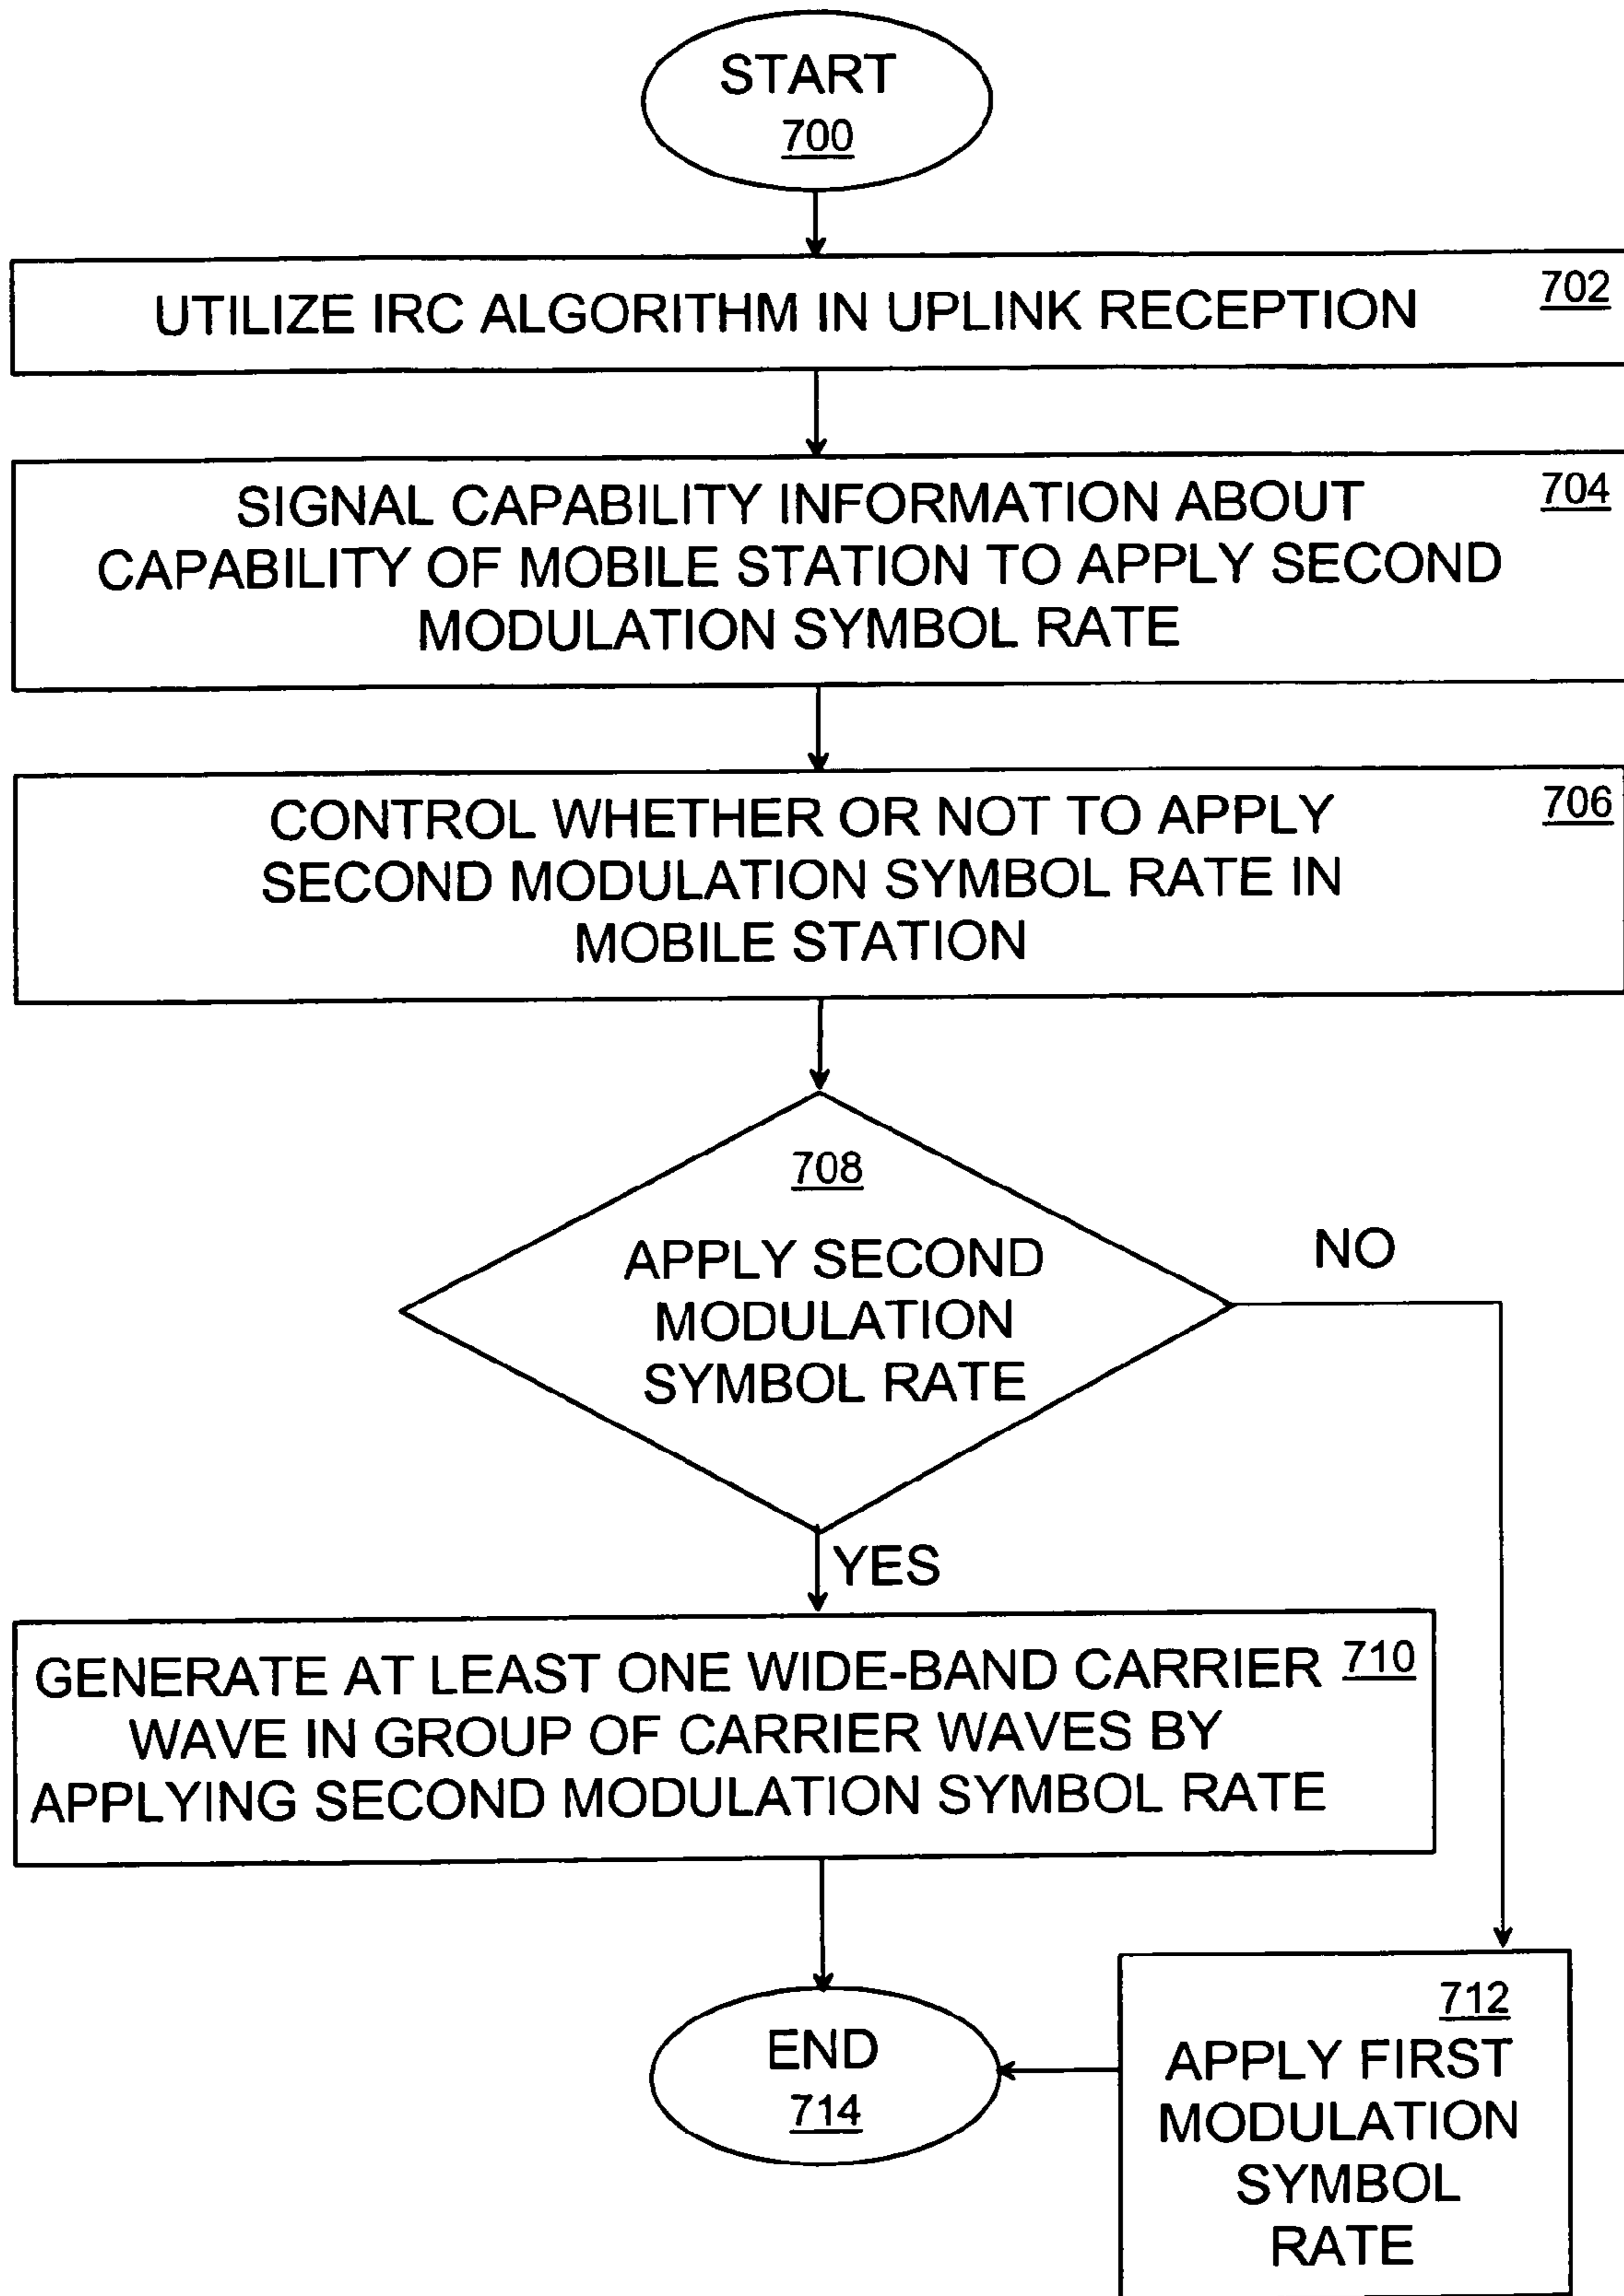 START
700
UTILIZE IRC ALGORITHM IN UPLINK RECEPTION
702
SIGNAL CAPABILITY INFORMATION ABOUT
704
CAPABILITY OF MOBILE STATION TO APPLY SECOND
MODULATION SYMBOL RATE
CONTROL WHETHER OR NOT TO APPLY
706
SECOND MODULATION SYMBOL RATE IN
MOBILE STATION
708
APPLY SECOND
MODULATION
SYMBOL RATE
NO
YES
GENERATE AT LEAST ONE WIDE-BAND CARRIER
710
WAVE IN GROUP OF CARRIER WAVES BY
APPLYING SECOND MODULATION SYMBOL RATE
712
APPLY FIRST
MODULATION
SYMBOL
RATE
END
714